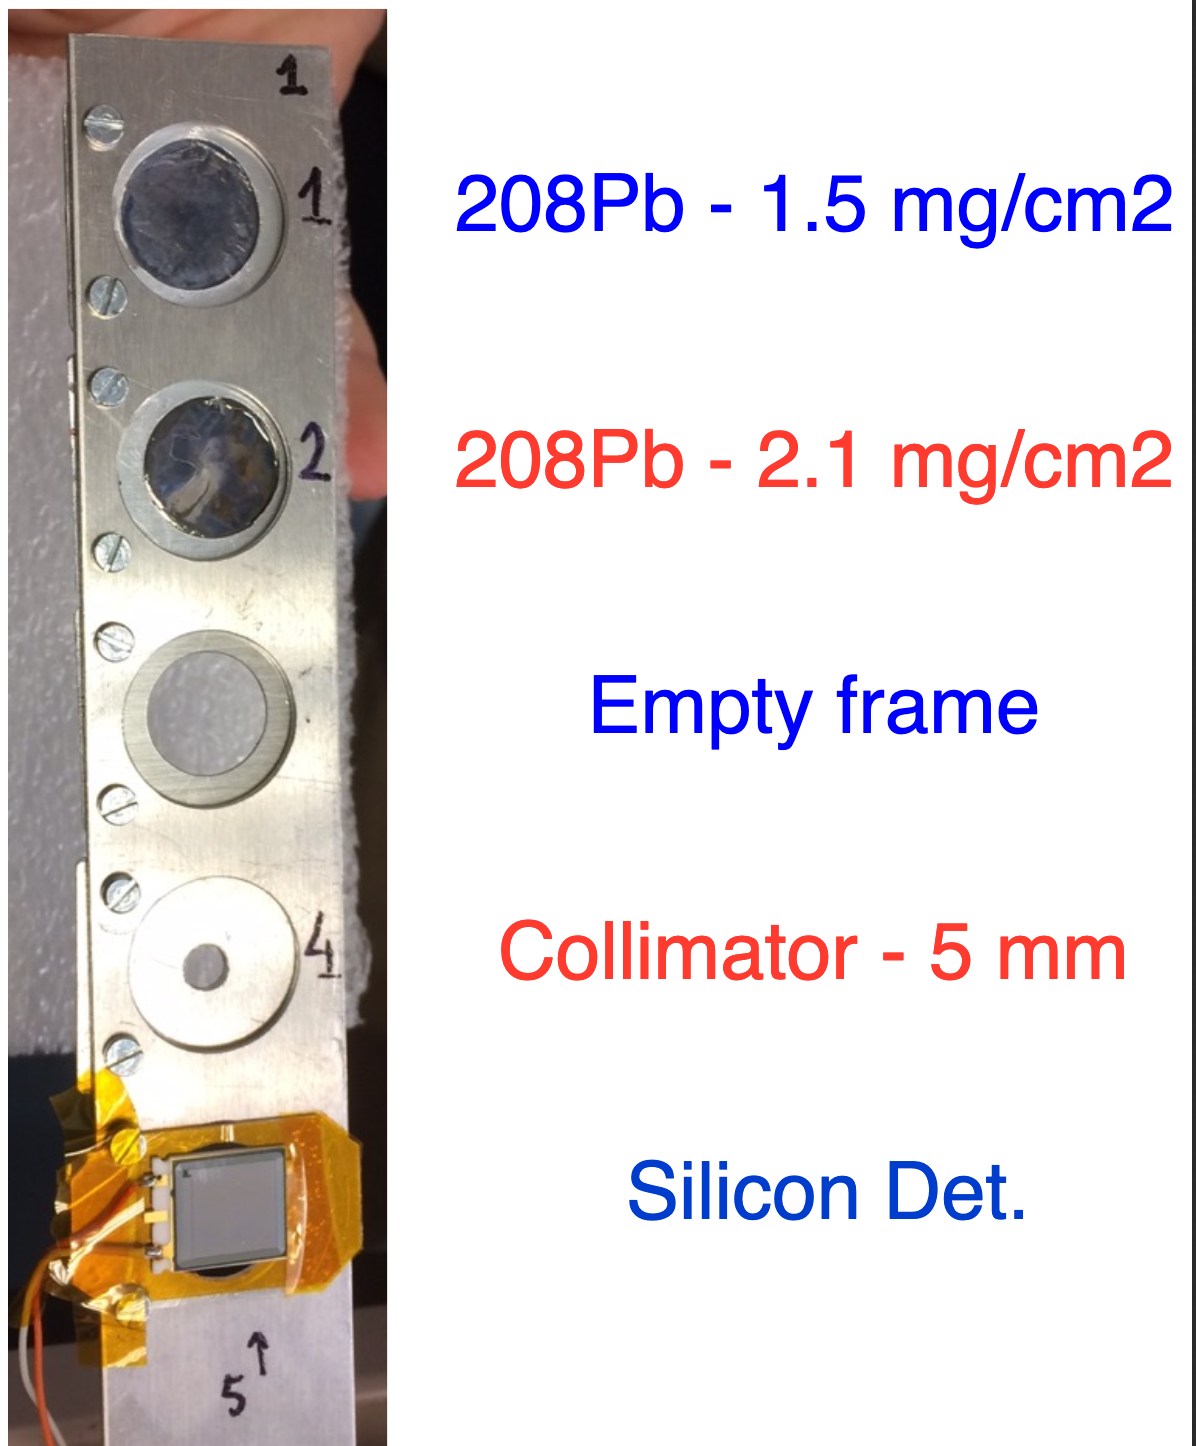 1
1
208Pb - 1.5 mg/cm2
2
208Pb - 2.1 mg/cm2
Empty frame
4
Collimator - 5 mm
Silicon Det.
5